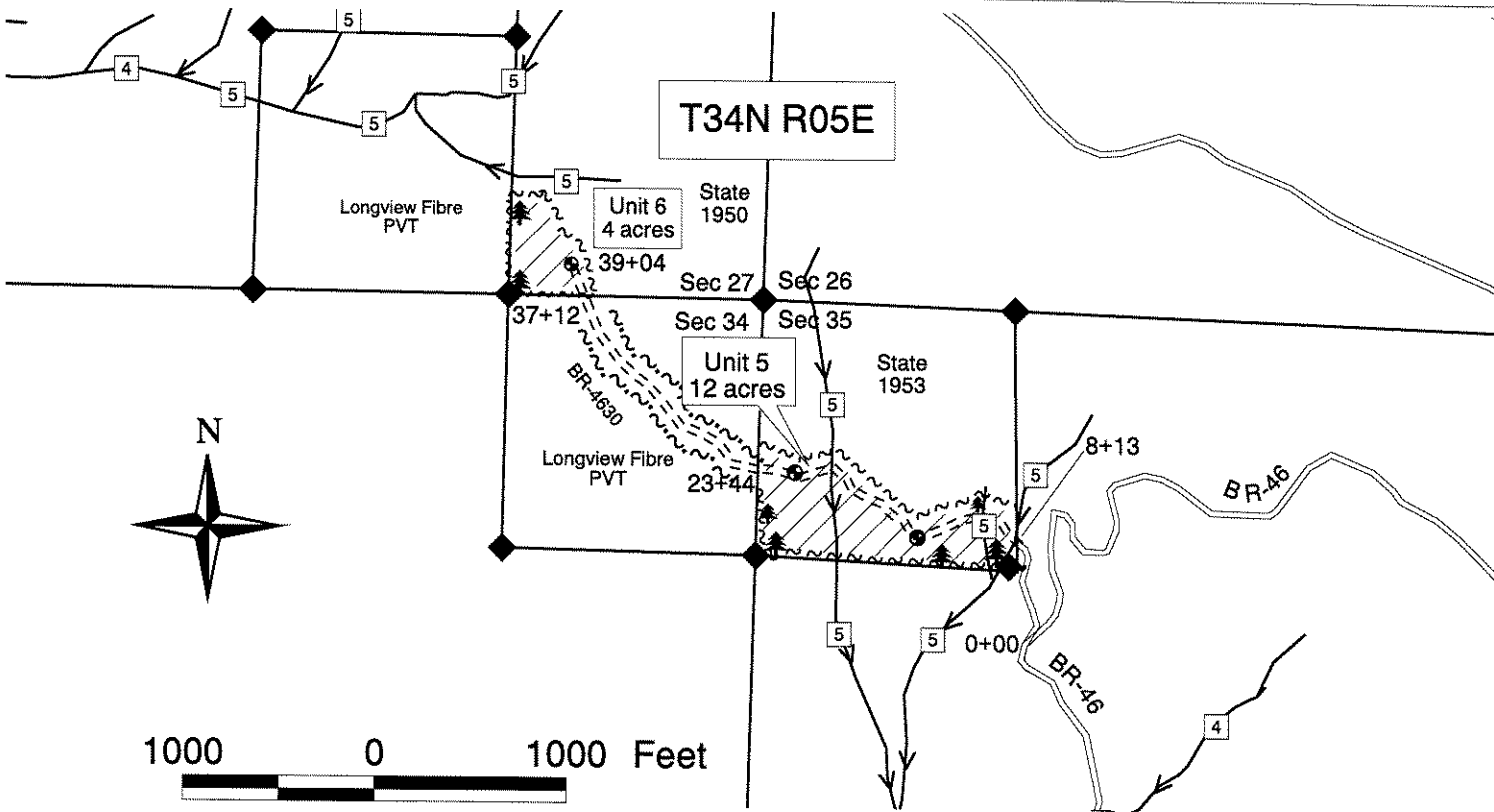 5
4
5
5
5
T34N R05E
5
Longview Fibre
PVT
Unit 6
4 acres
State
1950
39+04
Sec 27
Sec 26
37+12
Sec 34
Sec 35
Unit 5
12 acres
State
1953
BR-4630
5
N
Longview Fibre
PVT
23+44
8+13
5
BR-46
5
5
5
0+00
BR-46
4
1000
0
1000 Feet